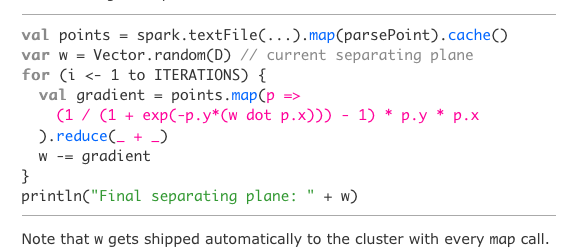 val points = spark.textFile(...).map(parsePoint).cache()
var w = Vector.random(D) // current separating plane
for (i <- 1 to ITERATIONS) {
  val gradient = points.map(p =>
    (1 / (1 + exp(-p.y*(w dot p.x))) - 1) * p.y * p.x
  ).reduce(_ + _)
  w -= gradient
}
println("Final separating plane: " + w)
Note that w gets shipped automatically to the cluster with every map call.